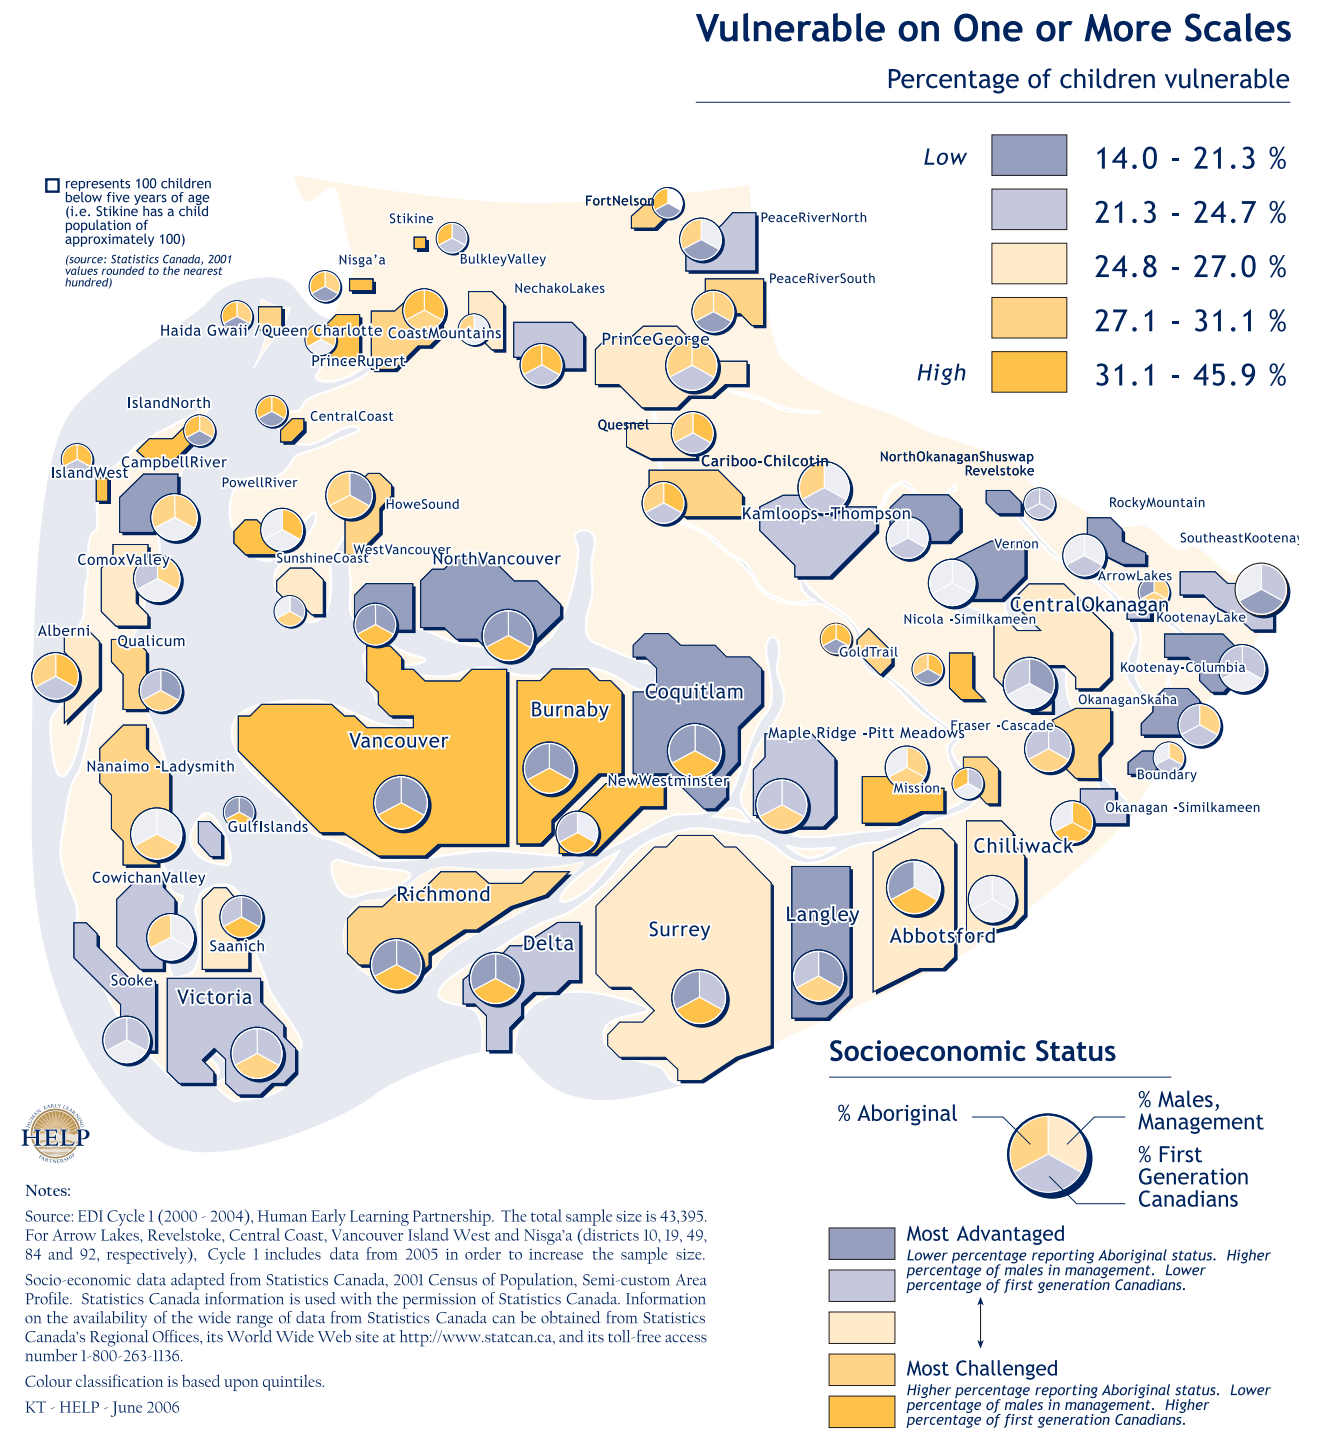 Vulnerable on One or More Scales
Percentage of children vulnerable
Low
14.0 - 21.3 %
21.3 - 24.7 %
24.8 - 27.0 %
27.1 - 31.1 %
High
31.1 - 45.9 %
represents 100 children
below five years of age
(i.e. Stikine has a child
population of
approximately 100)
(source: Statistics Canada, 2001
values rounded to the nearest
hundred)
FortNelson
PeaceRiverNorth
Stikine
BulkleyValley
Nisga'a
PeaceRiverSouth
NechakoLakes
Haida Gwaii /Queen Charlotte
CoastMountains
PrinceGeorge
PrinceRupert
IslandNorth
CentralCoast
Quesnel
IslandWest
CampbellRiver
Cariboo-Chilcotin
NorthOkanaganShuswap
Revelstoke
PowellRiver
HoweSound
Kamloops--Thompson
RockyMountain
SoutheastKootenay
ComoxValley
SunshineCoast
WestVancouver
NorthVancouver
Vernon
ArrowLakes
CentralOkanagan
Nicola -Similkameen
KootenayLake
Alberni
Qualicum
GoldTrail
Kootenay-Columbia
Coquitlam
OkanaganSkaha
Burnaby
Vancouver
Maple Ridge -Pitt Meadows
Fraser -Cascade
Nanaimo -Ladysmith
NewWestminster
Mission
Boundary
GulfIslands
Okanagan -Similkameen
Chilliwack
CowichanValley
Richmond
Langley
Surrey
Abbotsford
Saanich
Delta
Sooke
Victoria
Socioeconomic Status
% Aboriginal
% Males,
Management
% First
Generation
Canadians
Most Advantaged
Lower percentage reporting Aboriginal status. Higher
percentage of males in management. Lower
percentage of first generation Canadians.
Most Challenged
Higher percentage reporting Aboriginal status. Lower
percentage of males in management. Higher
percentage of first generation Canadians.
HUMAN EARLY LEARNING
HELP
PARTNERSHIP
Notes:
Source: EDI Cycle 1 (2000 - 2004), Human Early Learning Partnership. The total sample size is 43,395.
For Arrow Lakes, Revelstoke, Central Coast, Vancouver Island West and Nisga'a (districts 10, 19, 49,
84 and 92, respectively), Cycle 1 includes data from 2005 in order to increase the sample size.
Socio-economic data adapted from Statistics Canada, 2001 Census of Population, Semi-custom Area
Profile. Statistics Canada information is used with the permission of Statistics Canada. Information
on the availability of the wide range of data from Statistics Canada can be obtained from Statistics
Canada's Regional Offices, its World Wide Web site at http://www.statcan.ca, and its toll-free access
number 1-800-263-1136.
Colour classification is based upon quintiles.
KT - HELP - June 2006